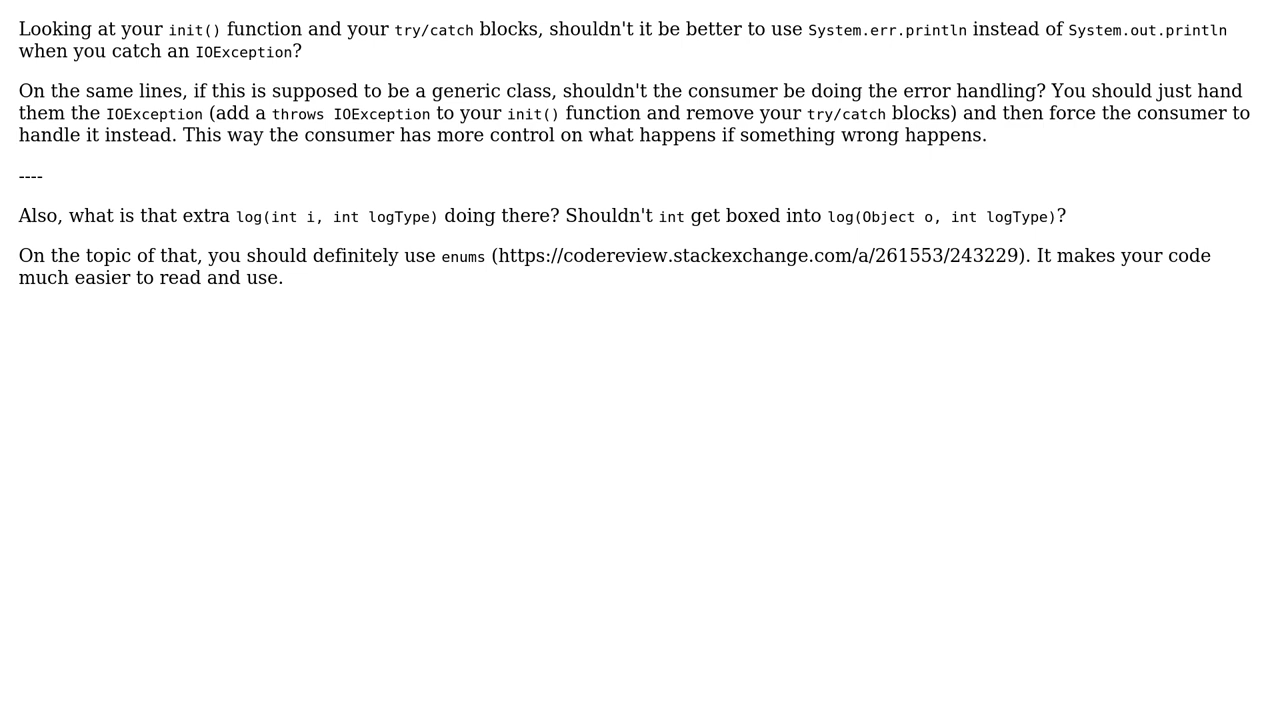 Looking at your init() function and your try/catch blocks, shouldn't it be better to use System.err.println instead of System.out.println
when you catch an IOException?
On the same lines, if this is supposed to be a generic class, shouldn't the consumer be doing the error handling? You should just hand
them the IOException (add a throws IOException to your init() function and remove your try/catch blocks) and then force the consumer to
handle it instead. This way the consumer has more control on what happens if something wrong happens.
----
Also, what is that extra log(int i, int logType) doing there? Shouldn't int get boxed into log(Object o, int logType)?
On the topic of that, you should definitely use enums (https://codereview.stackexchange.com/a/261553/243229). It makes your code
much easier to read and use.